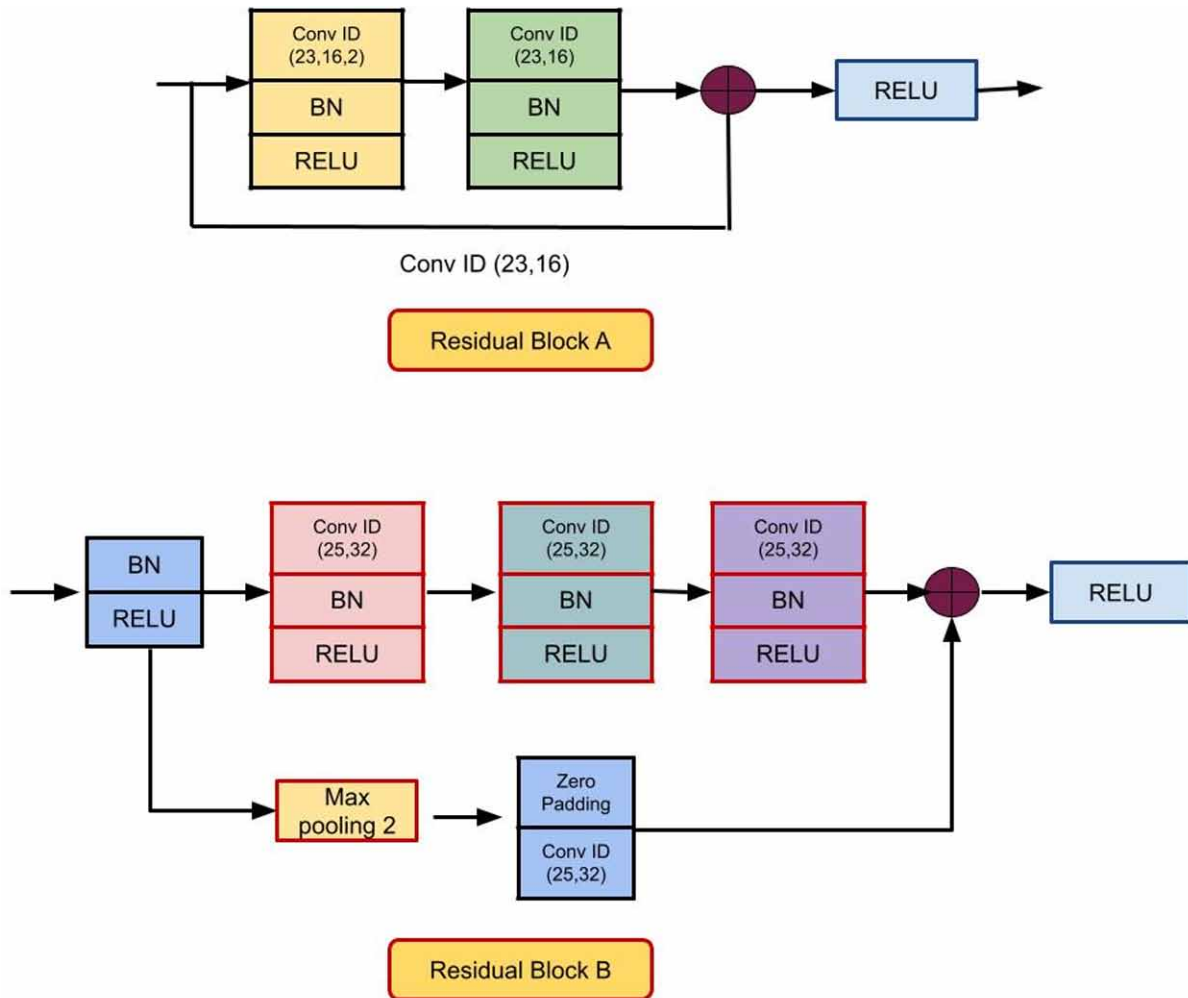 Conv ID
(23,16,2)
BN
RELU
Conv ID
(23,16)
BN
RELU
RELU
Conv ID (23,16)
Residual Block A
BN
RELU
Conv ID
(25,32)
BN
RELU
Conv ID
(25,32)
BN
RELU
Conv ID
(25,32)
BN
RELU
RELU
Max
pooling 2
Zero
Padding
Conv ID
(25,32)
Residual Block B